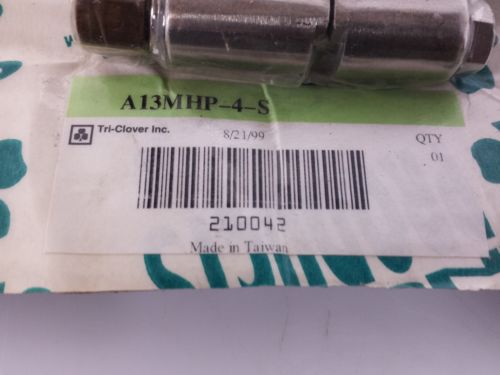 A13MHP-4-S
Tri-Clover Inc.
8/21/99
QTY
01
210042
Made in Taiwan